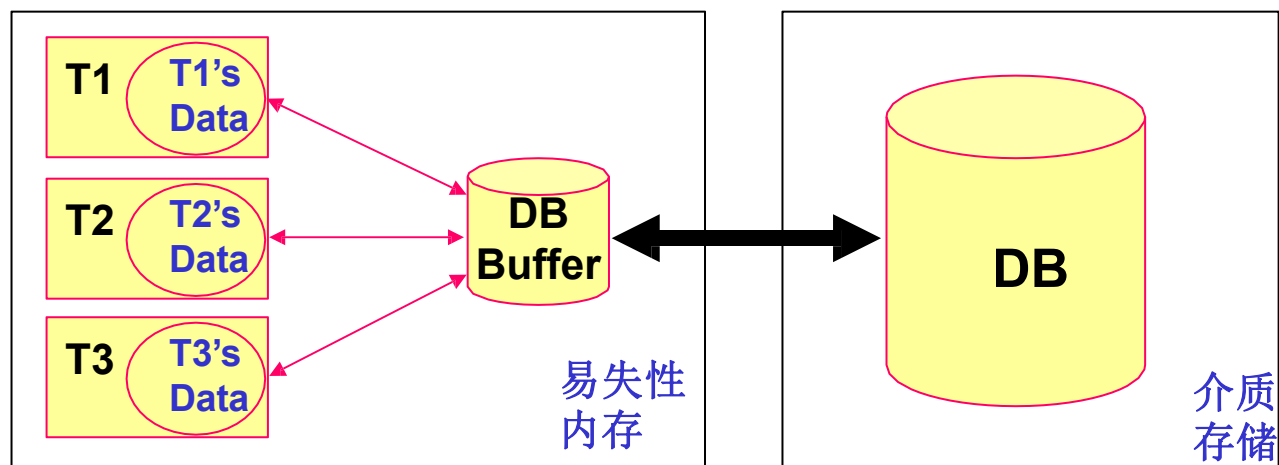 T1
T1's
Data
T2
T2's
Data
T3
T3's
Data
DB
Buffer
易失性
内存
DB
介质
存储